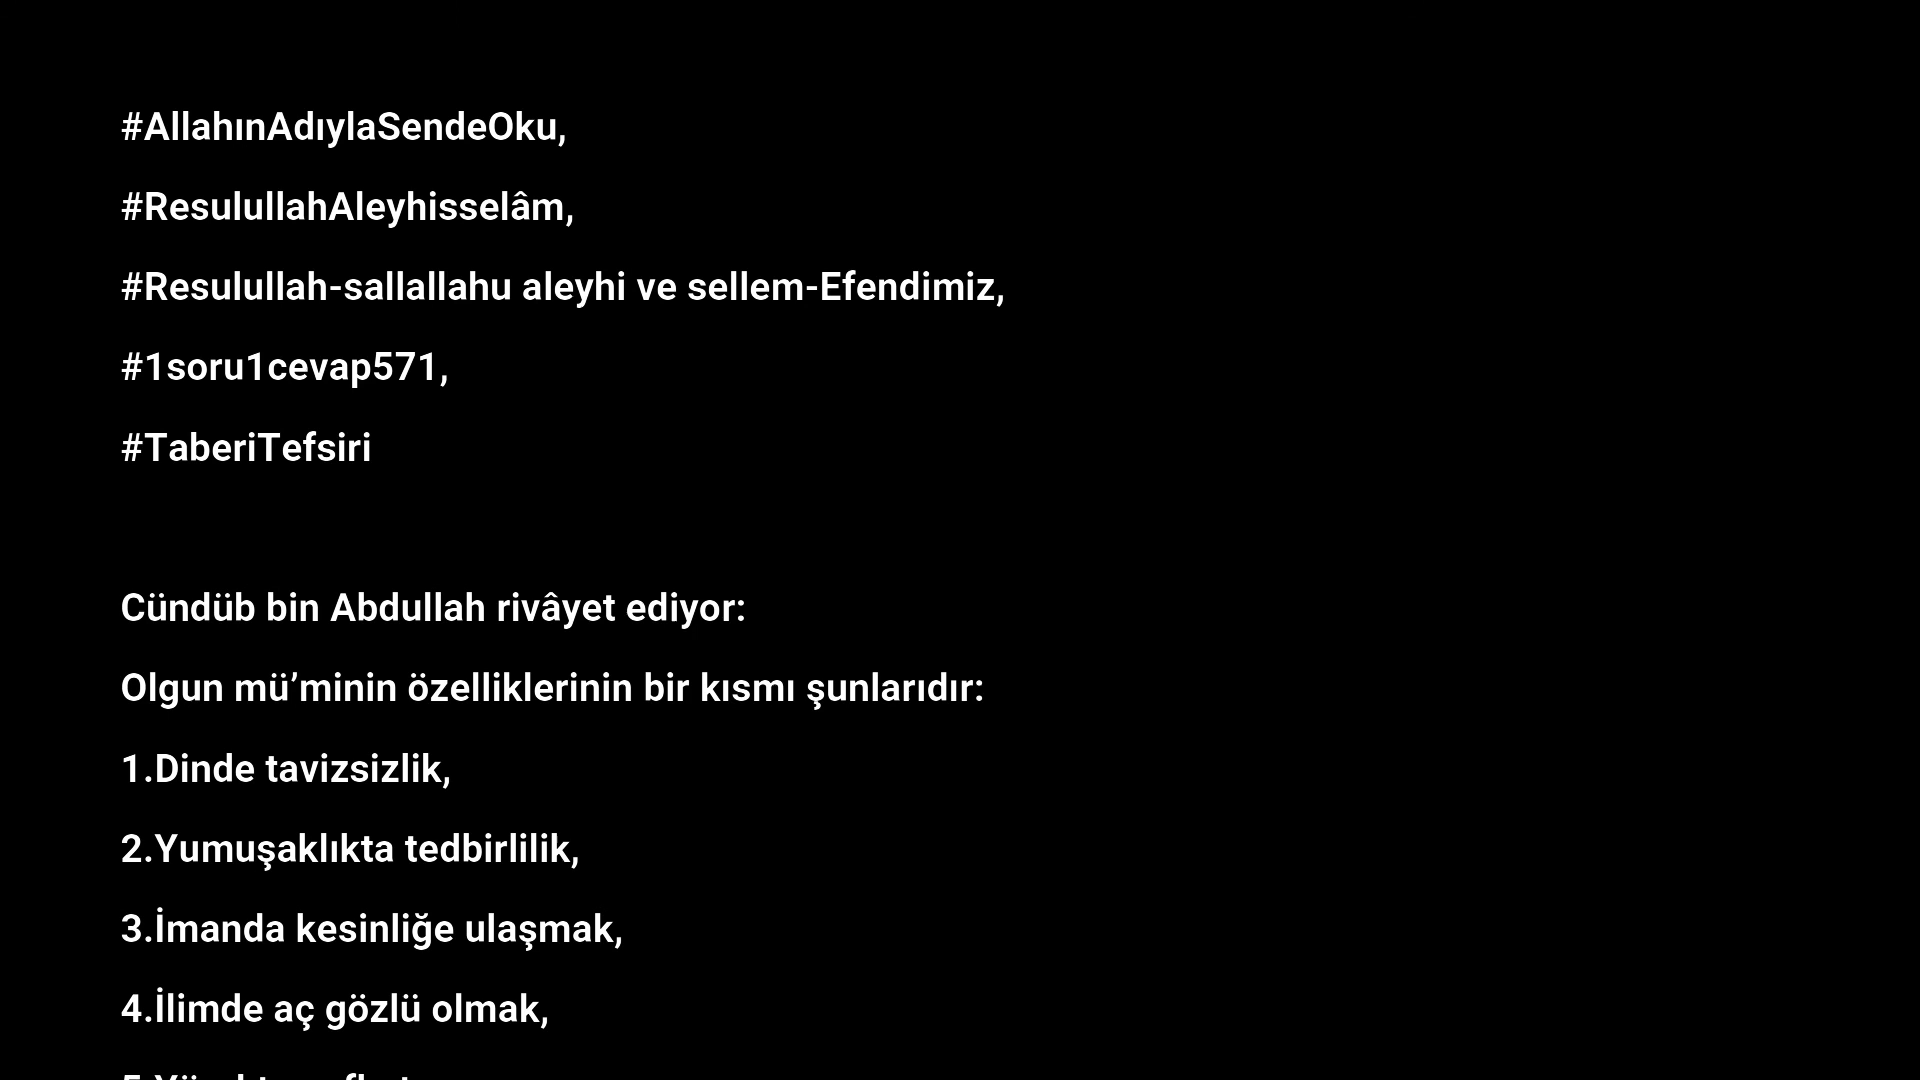 #AllahınAdıylaSendeOku,
#ResulullahAleyhisselâm,
#Resulullah-sallallahu aleyhi ve sellem-Efendimiz,
#1soru1cevap571,
#TaberiTefsiri
Cündüb bin Abdullah rivâyet ediyor:
Olgun mü’minin özelliklerinin bir kısmı şunlarıdır:
1.Dinde tavizsizlik,
2.Yumuşaklıkta tedbirlilik,
3.İmanda kesinliğe ulaşmak,
4.İlimde aç gözlü olmak,